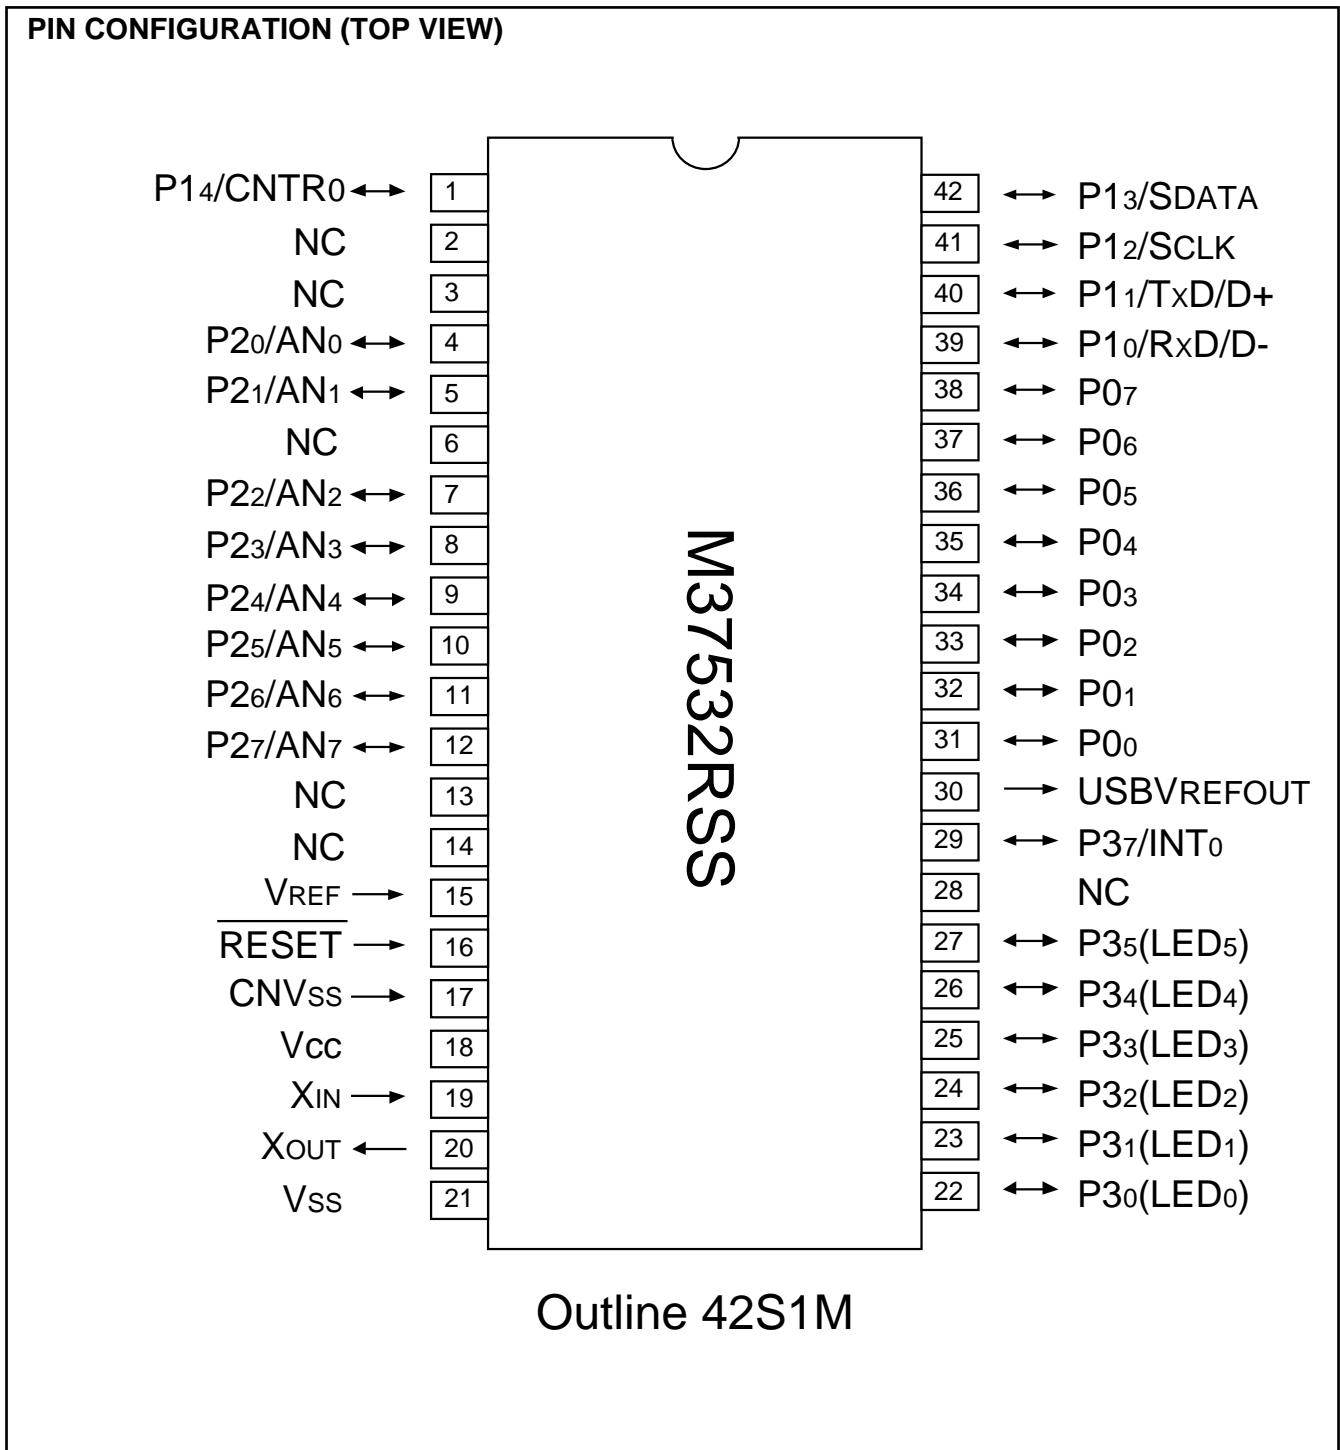 PIN CONFIGURATION (TOP VIEW)
P14/CNTR0 1
NC 2
NC 3
P20/AN0 4
P21/AN1 5
NC 6
P22/AN2 7
P23/AN3 8
P24/AN4 9
P25/AN5 10
P26/AN6 11
P27/AN7 12
NC 13
NC 14
VREF 15
RESET 16
CNVSS 17
VCC 18
XIN 19
XOUT 20
VSS 21
M37532RSS
42 P13/SDATA
41 P12/SCLK
40 P11/TXD/D+
39 P10/RXD/D-
38 P07
37 P06
36 P05
35 P04
34 P03
33 P02
32 P01
31 P00
30 USBVREFOUT
29 P37/INT0
28 NC
27 P35(LED5)
26 P34(LED4)
25 P33(LED3)
24 P32(LED2)
23 P31(LED1)
22 P30(LED0)
Outline 42S1M